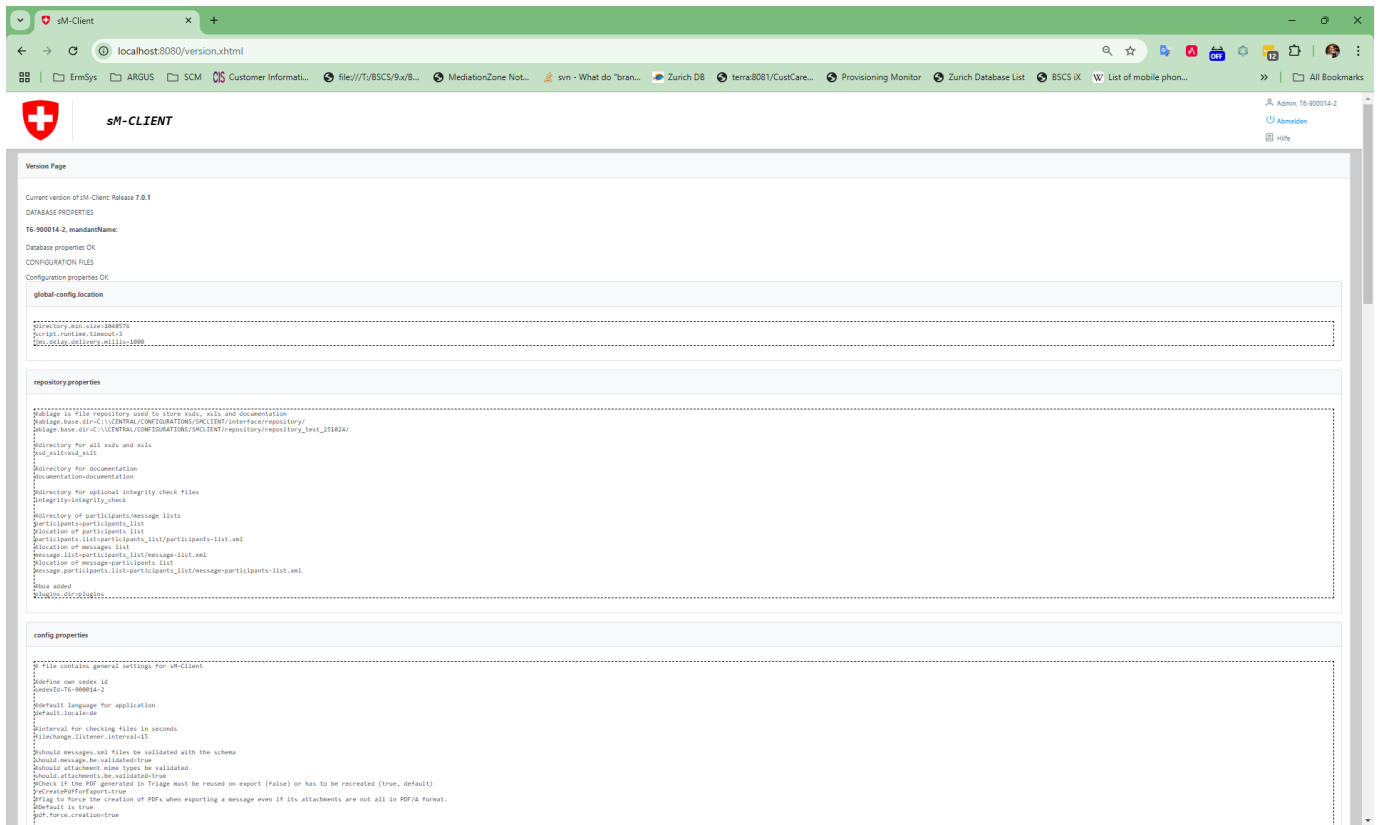 sM-Client
localhost:8080/version.xhtml
OFF
12
ErmSys
ARGUS
SCM
CIS Customer Informati...
file:///T:/BSCS/9.x/B...
MediationZone Not...
svn - What do "bran...
Zurich DB
terra:8081/CustCare...
Provisioning Monitor
Zurich Database List
BSCS iX
W List of mobile phon...
All Bookmarks
sM-CLIENT
Admin, T6-900014-2
Abmelden
Hilfe
Version Page
Current version of sM-Client: Release 7.0.1
DATABASE PROPERTIES
T6-900014-2, mandantName:
Database properties OK
CONFIGURATION FILES
Configuration properties OK
global-config.location
directory.min.size=1048576
script.runtime.timeout=3
jms.delay.delivery.millis=1000
repository.properties
#ablage is file repository used to store xsds, xsls and documentation
#ablage.base.dir=C:\\CENTRAL/CONFIGURATIONS/SMCLIENT/interface/repository/
ablage.base.dir=C:\\CENTRAL/CONFIGURATIONS/SMCLIENT/repository/repository_test_251024/
#directory for all xsds and xsls
xsd_xslt=xsd_xslt
#directory for documentation
documentation=documentation
#directory for optional integrity check files
integrity=integrity_check
#directory of participants/message lists
participants=participants_list
#location of participants list
participants.list=participants_list/participants-list.xml
#location of messages list
message.list=participants_list/message-list.xml
#location of message-participants list
message.participants.list=participants_list/message-participants-list.xml
#boa added
plugins.dir=plugins
config.properties
# file contains general settings for sM-Client
#define own sedex id
sedexId=T6-900014-2
#default language for application
default.locale=de
#interval for checking files in seconds
filechange.listener.interval=15
#should messages.xml files be validated with the schema
should.message.be.validated=true
#should attachment mime types be validated
should.attachments.be.validated=true
#Check if the PDF generated in Triage must be reused on export (false) or has to be recreated (true, default)
reCreatePdfForExport=true
#flag to force the creation of PDFs when exporting a message even if its attachments are not all in PDF/A format.
#Default is true
pdf.force.creation=true